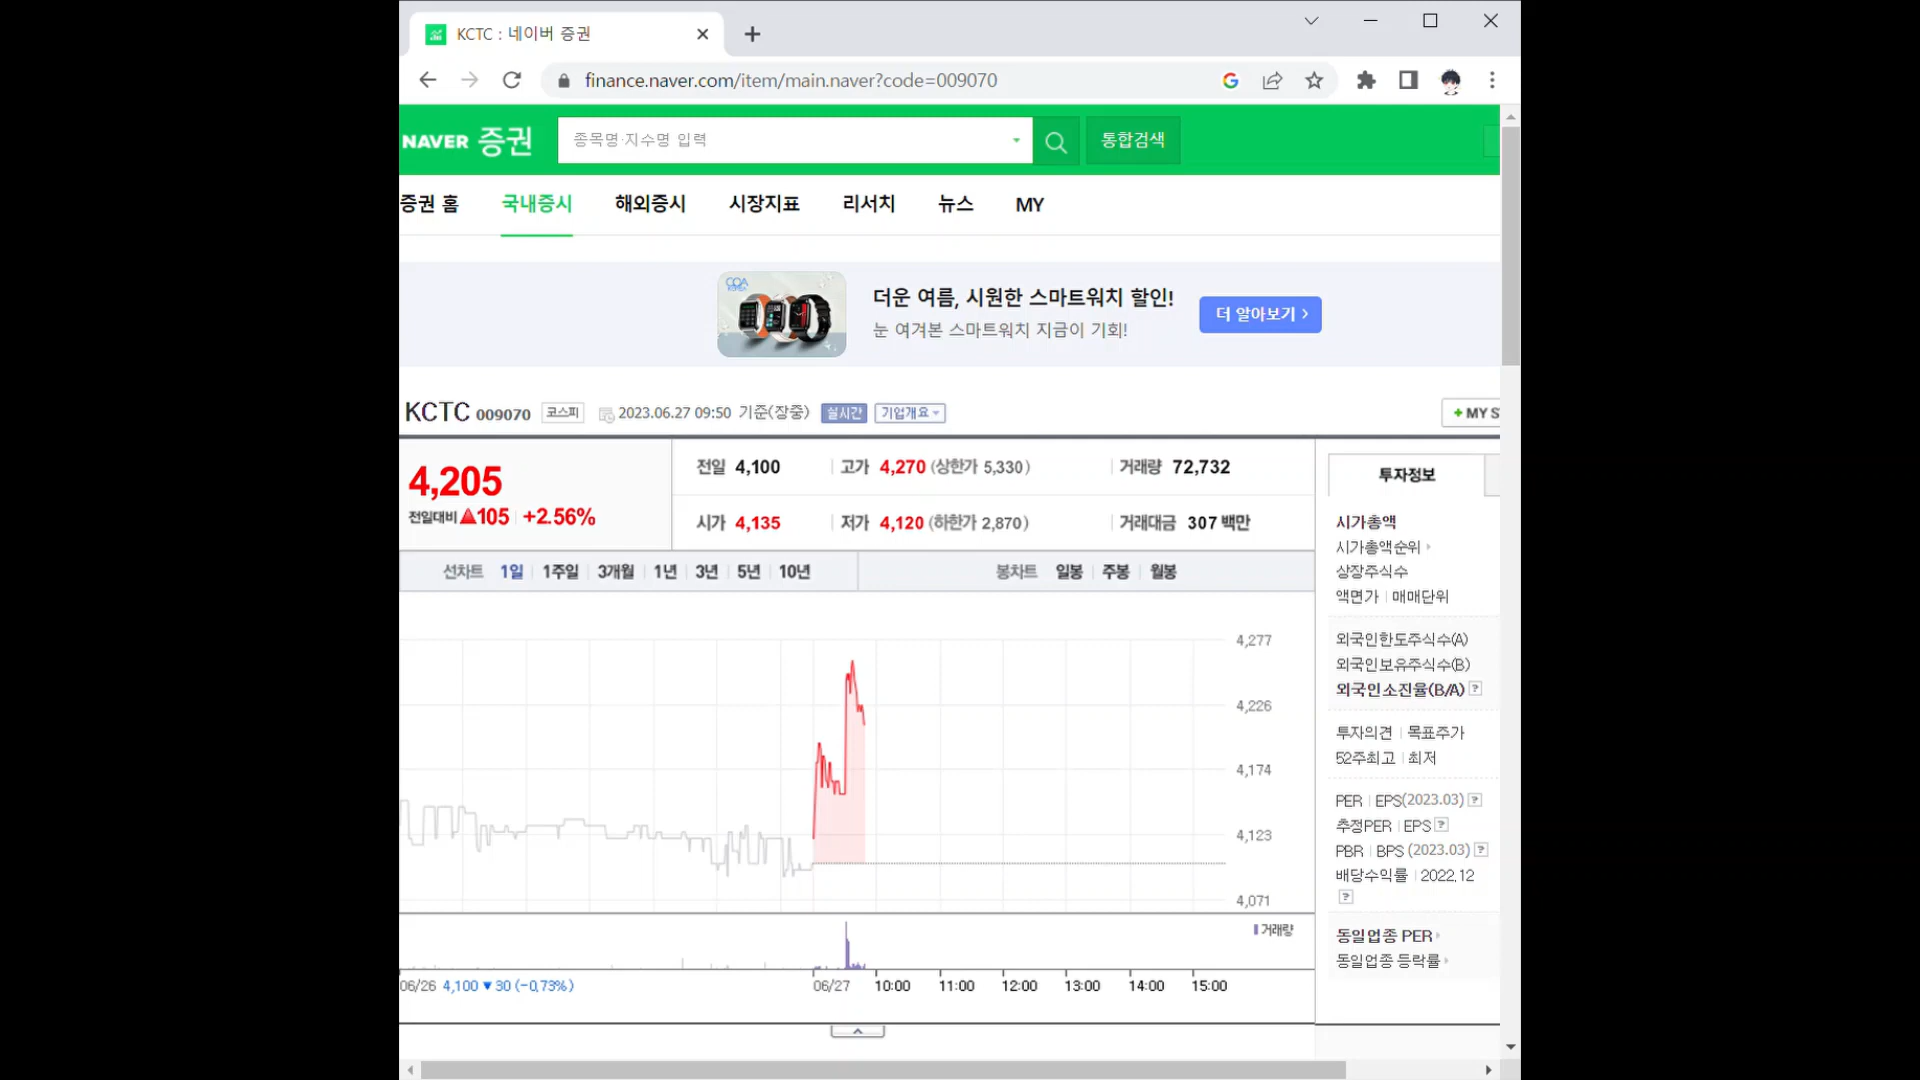 KCTC : 네이버 증권
finance.naver.com/item/main.naver?code=009070
NAVER 증권
종목명·지수명 입력
통합검색
증권 홈 국내증시 해외증시 시장지표 리서치 뉴스 MY
COA
KOREA
더운 여름, 시원한 스마트워치 할인!
눈 여겨본 스마트워치 지금이 기회!
더 알아보기 >
KCTC 009070 코스피 2023.06.27 09:50 기준(장중) 실시간 기업개요
+ MY S
4,205
전일대비 ▲105 +2.56%
전일 4,100 고가 4,270 (상한가 5,330) 거래량 72,732
시가 4,135 저가 4,120 (하한가 2,870) 거래대금 307 백만
선차트 1일 1주일 3개월 1년 3년 5년 10년
봉차트 일봉 주봉 월봉
4,277
4,226
4,174
4,123
4,071
거래량
06/26 4,100 ▼ 30 (-0.73%)
06/27 10:00 11:00 12:00 13:00 14:00 15:00
투자정보
시가총액
시가총액순위
상장주식수
액면가 매매단위
외국인한도주식수(A)
외국인보유주식수(B)
외국인소진율(B/A) ?
투자의견 목표주가
52주최고 최저
PER EPS(2023.03) ?
추정PER EPS ?
PBR BPS (2023.03) ?
배당수익률 2022.12
?
동일업종 PER
동일업종 등락률